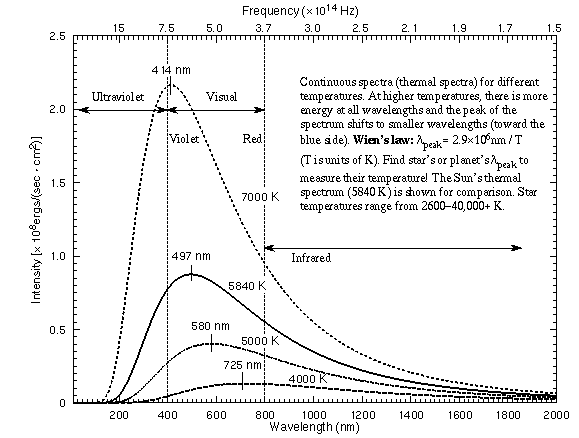 Frequency (×10¹⁴ Hz)
15 7.5 5.0 3.7 3.0 2.5 2.1 1.9 1.7 1.5
2.5
414 nm
Ultraviolet Visual
2.0
Violet Red
Continuous spectra (thermal spectra) for different
temperatures. At higher temperatures, there is more
energy at all wavelengths and the peak of the
spectrum shifts to smaller wavelengths (toward the
blue side). Wien's law: λpeak = 2.9×10⁶nm / T
(T is units of K). Find star's or planet's λpeak to
measure their temperature! The Sun's thermal
spectrum (5840 K) is shown for comparison. Star
temperatures range from 2600–40,000+ K.
1.5
7000 K
Intensity [× 10⁸ergs/(sec · cm²)]
1.0
497 nm
Infrared
5840 K
0.5
580 nm
5000 K
725 nm
4000 K
0
200 400 600 800 1000 1200 1400 1600 1800 2000
Wavelength (nm)